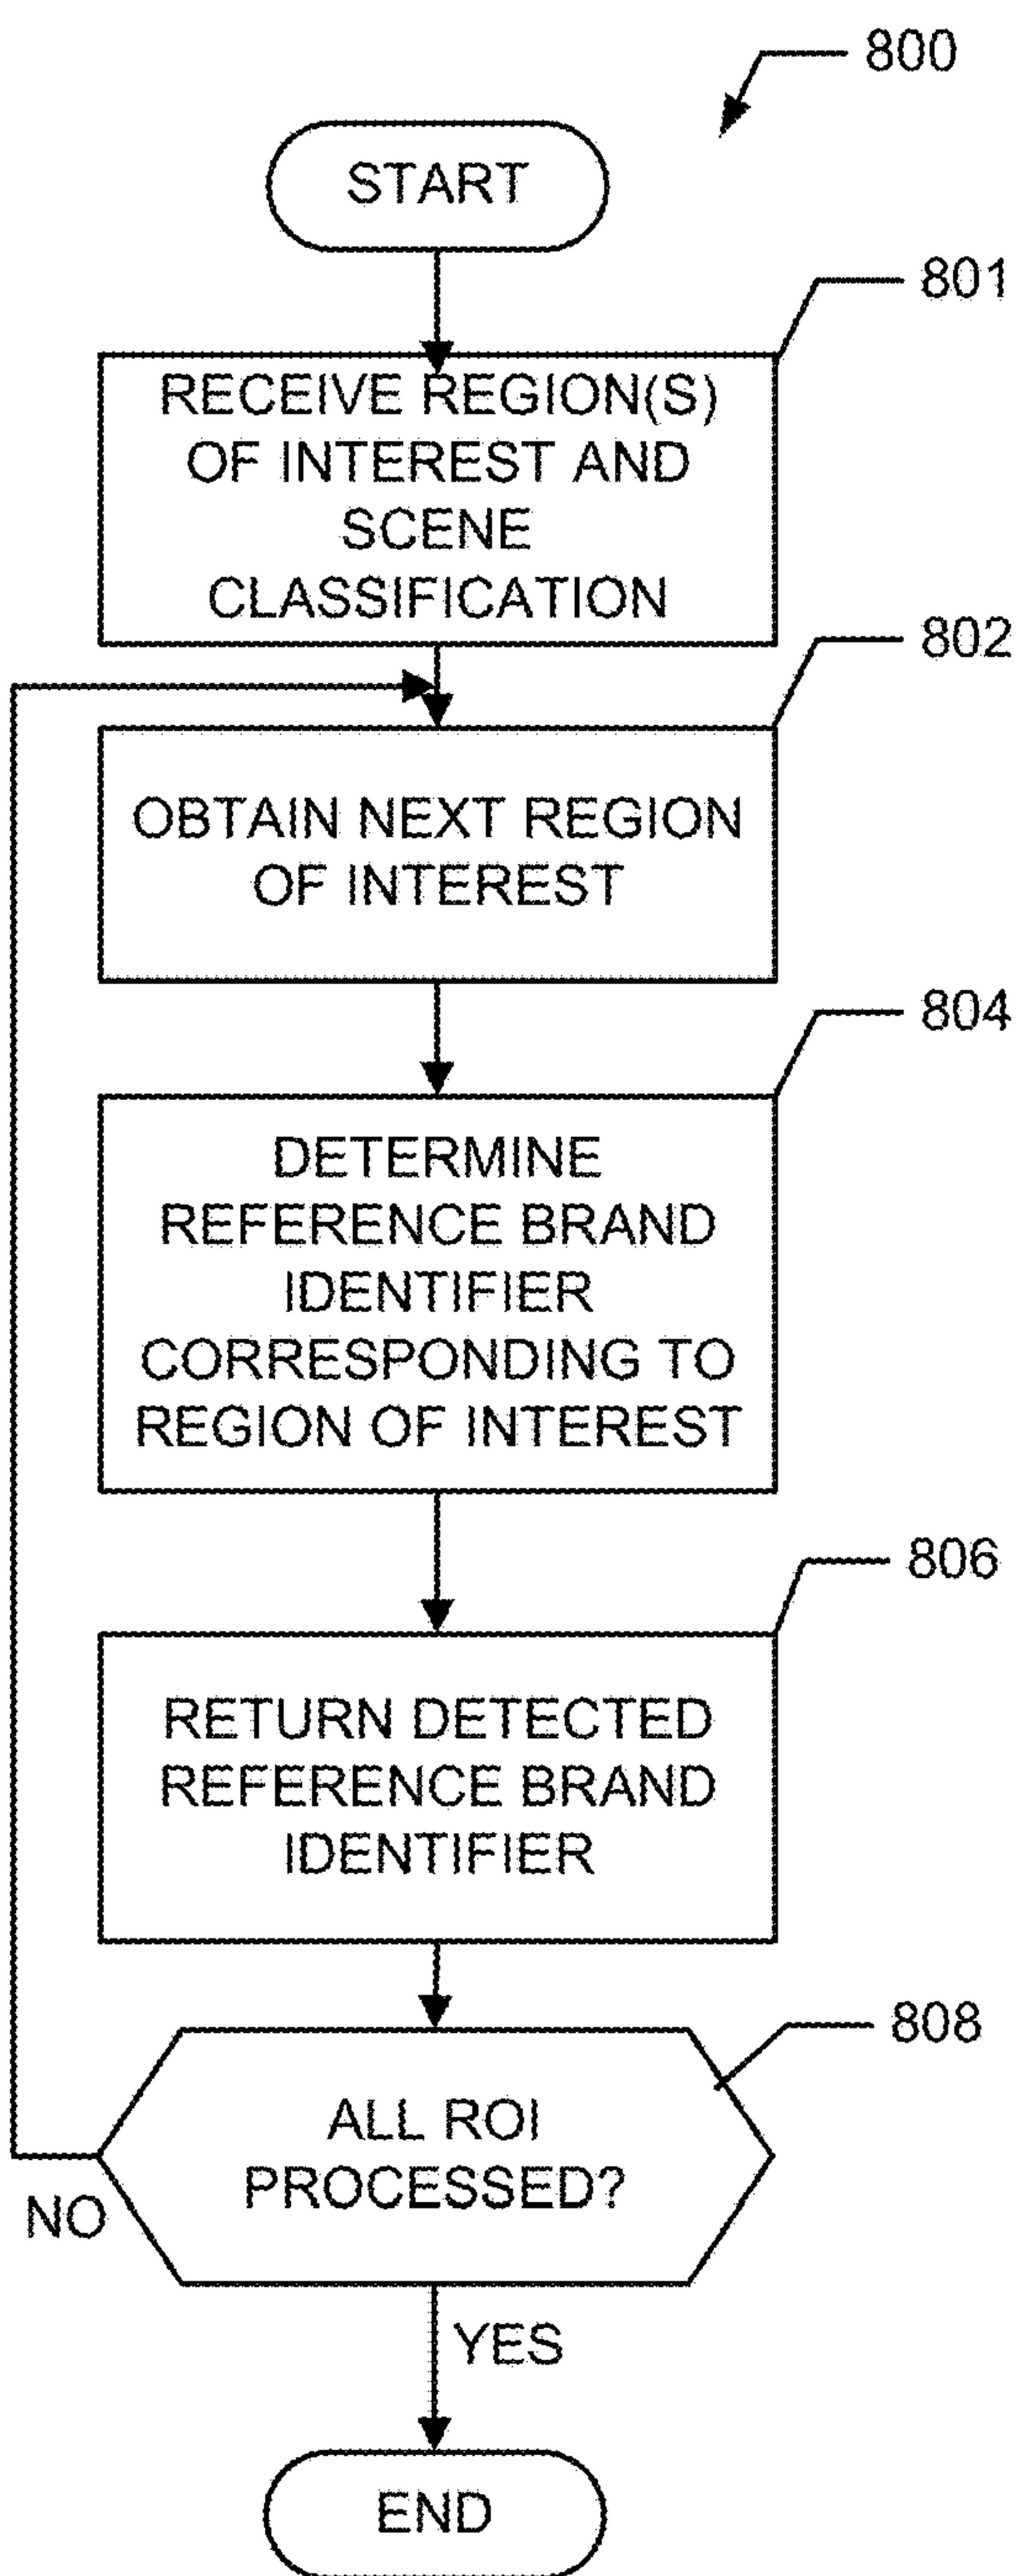 800
START
801
RECEIVE REGION(S)
OF INTEREST AND
SCENE
CLASSIFICATION
802
OBTAIN NEXT REGION
OF INTEREST
804
DETERMINE
REFERENCE BRAND
IDENTIFIER
CORRESPONDING TO
REGION OF INTEREST
806
RETURN DETECTED
REFERENCE BRAND
IDENTIFIER
808
ALL ROI
PROCESSED?
NO
YES
END